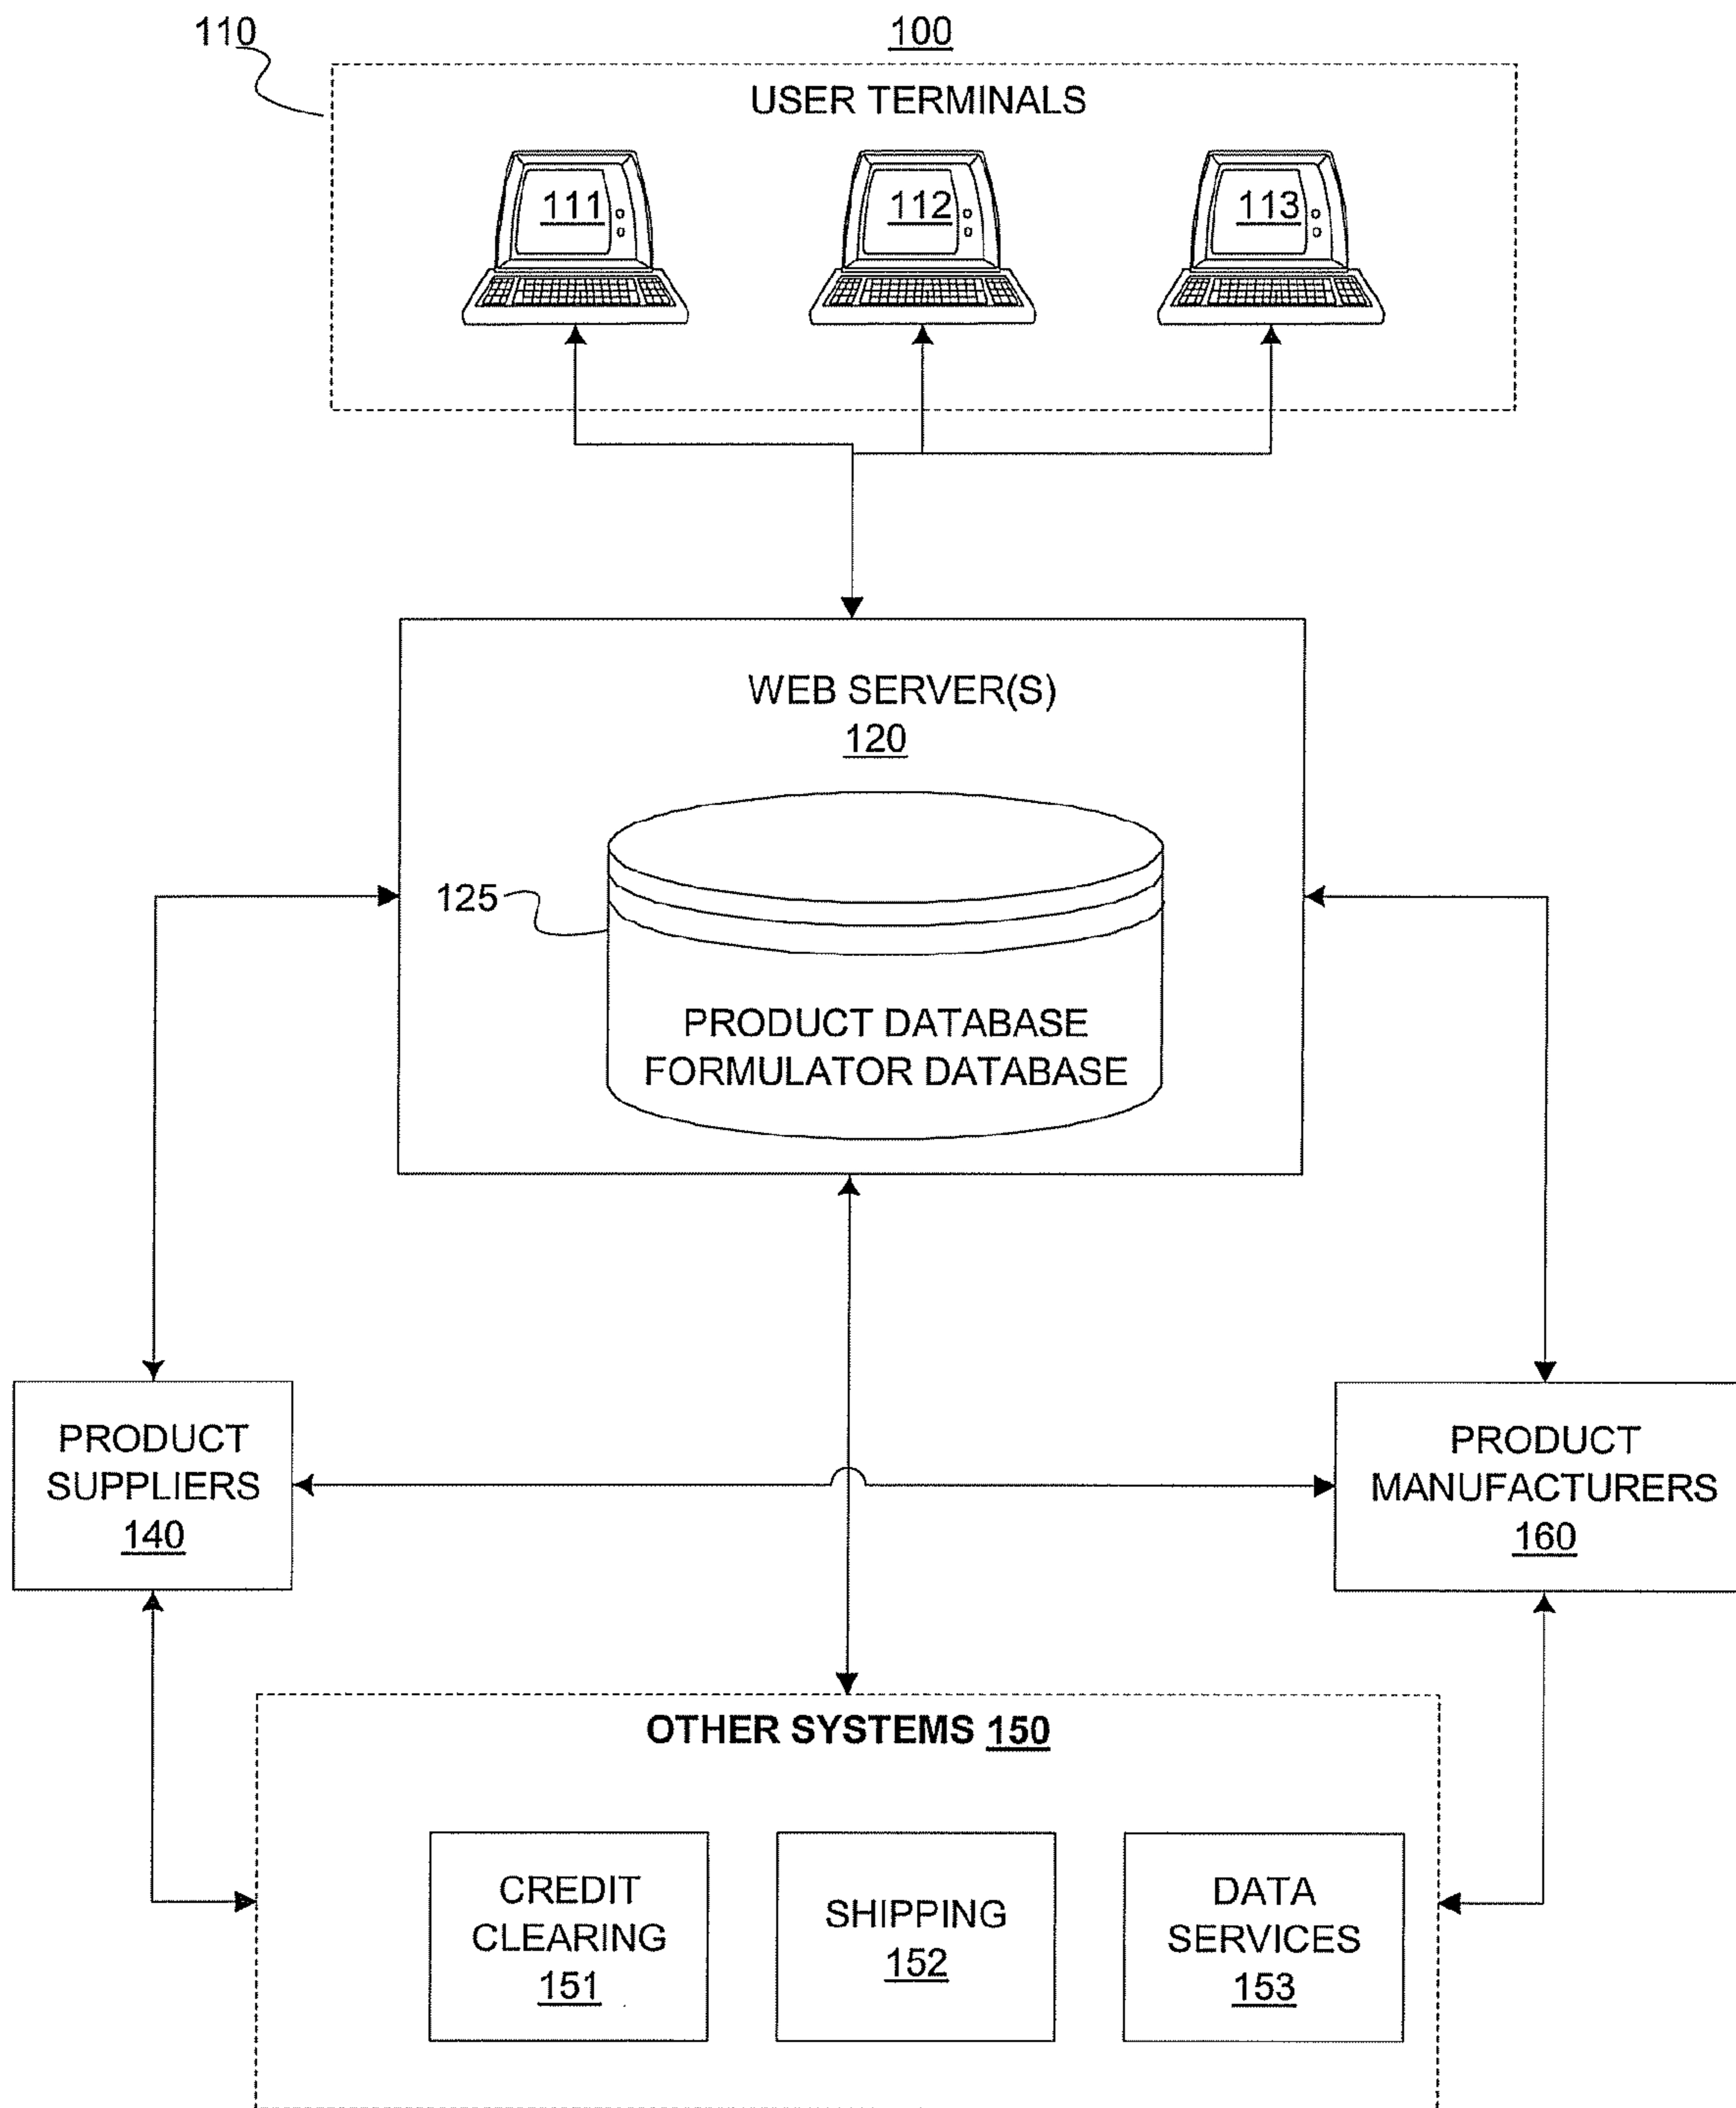 110
100
USER TERMINALS
111
112
113
WEB SERVER(S)
120
125
PRODUCT DATABASE
FORMULATOR DATABASE
PRODUCT
SUPPLIERS
140
PRODUCT
MANUFACTURERS
160
OTHER SYSTEMS 150
CREDIT
CLEARING
151
SHIPPING
152
DATA
SERVICES
153